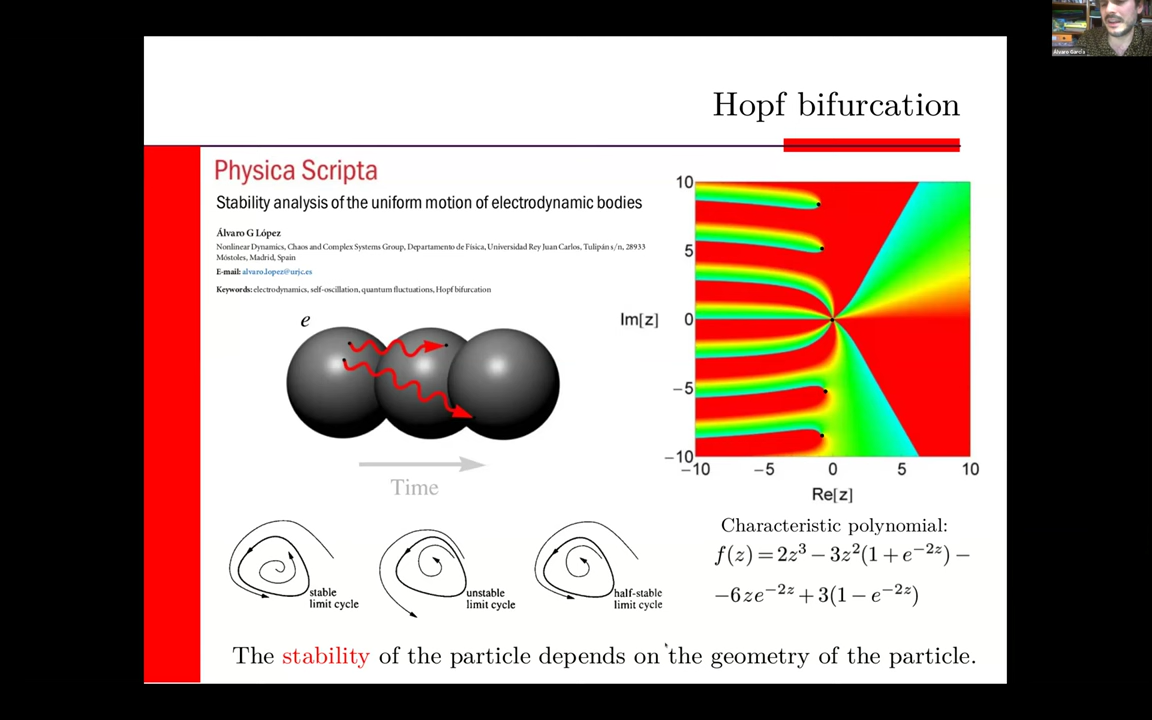 Álvaro García
Hopf bifurcation
Physica Scripta
Stability analysis of the uniform motion of electrodynamic bodies
Álvaro G López
Nonlinear Dynamics, Chaos and Complex Systems Group, Departamento de Física, Universidad Rey Juan Carlos, Tulipán s/n, 28933
Móstoles, Madrid, Spain
E-mail: alvaro.lopez@urjc.es
Keywords: electrodynamics, self-oscillation, quantum fluctuations, Hopf bifurcation
e
Time
10
5
Im[z] 0
−5
−10
−10 −5 0 5 10
Re[z]
stable
limit cycle
unstable
limit cycle
half-stable
limit cycle
Characteristic polynomial:
f(z) = 2z³ − 3z²(1 + e⁻²ᶻ) −
−6ze⁻²ᶻ + 3(1 − e⁻²ᶻ)
The stability of the particle depends on the geometry of the particle.